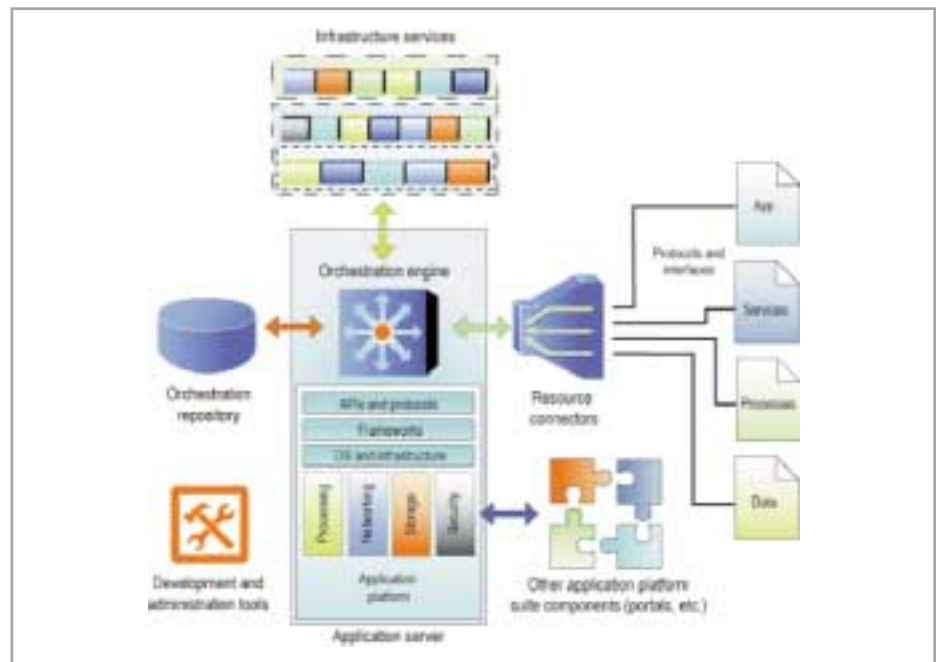 Infrastructure services
Orchestration engine
App
Protocols and
interfaces
Services
Orchestration
repository
Resource
connectors
Processes
APIs and protocols
Frameworks
OS and infrastructure
Data
Processing
Networking
Storage
Security
Development and
administration tools
Application
platform
Other application platform
suite components (portals, etc.)
Application server